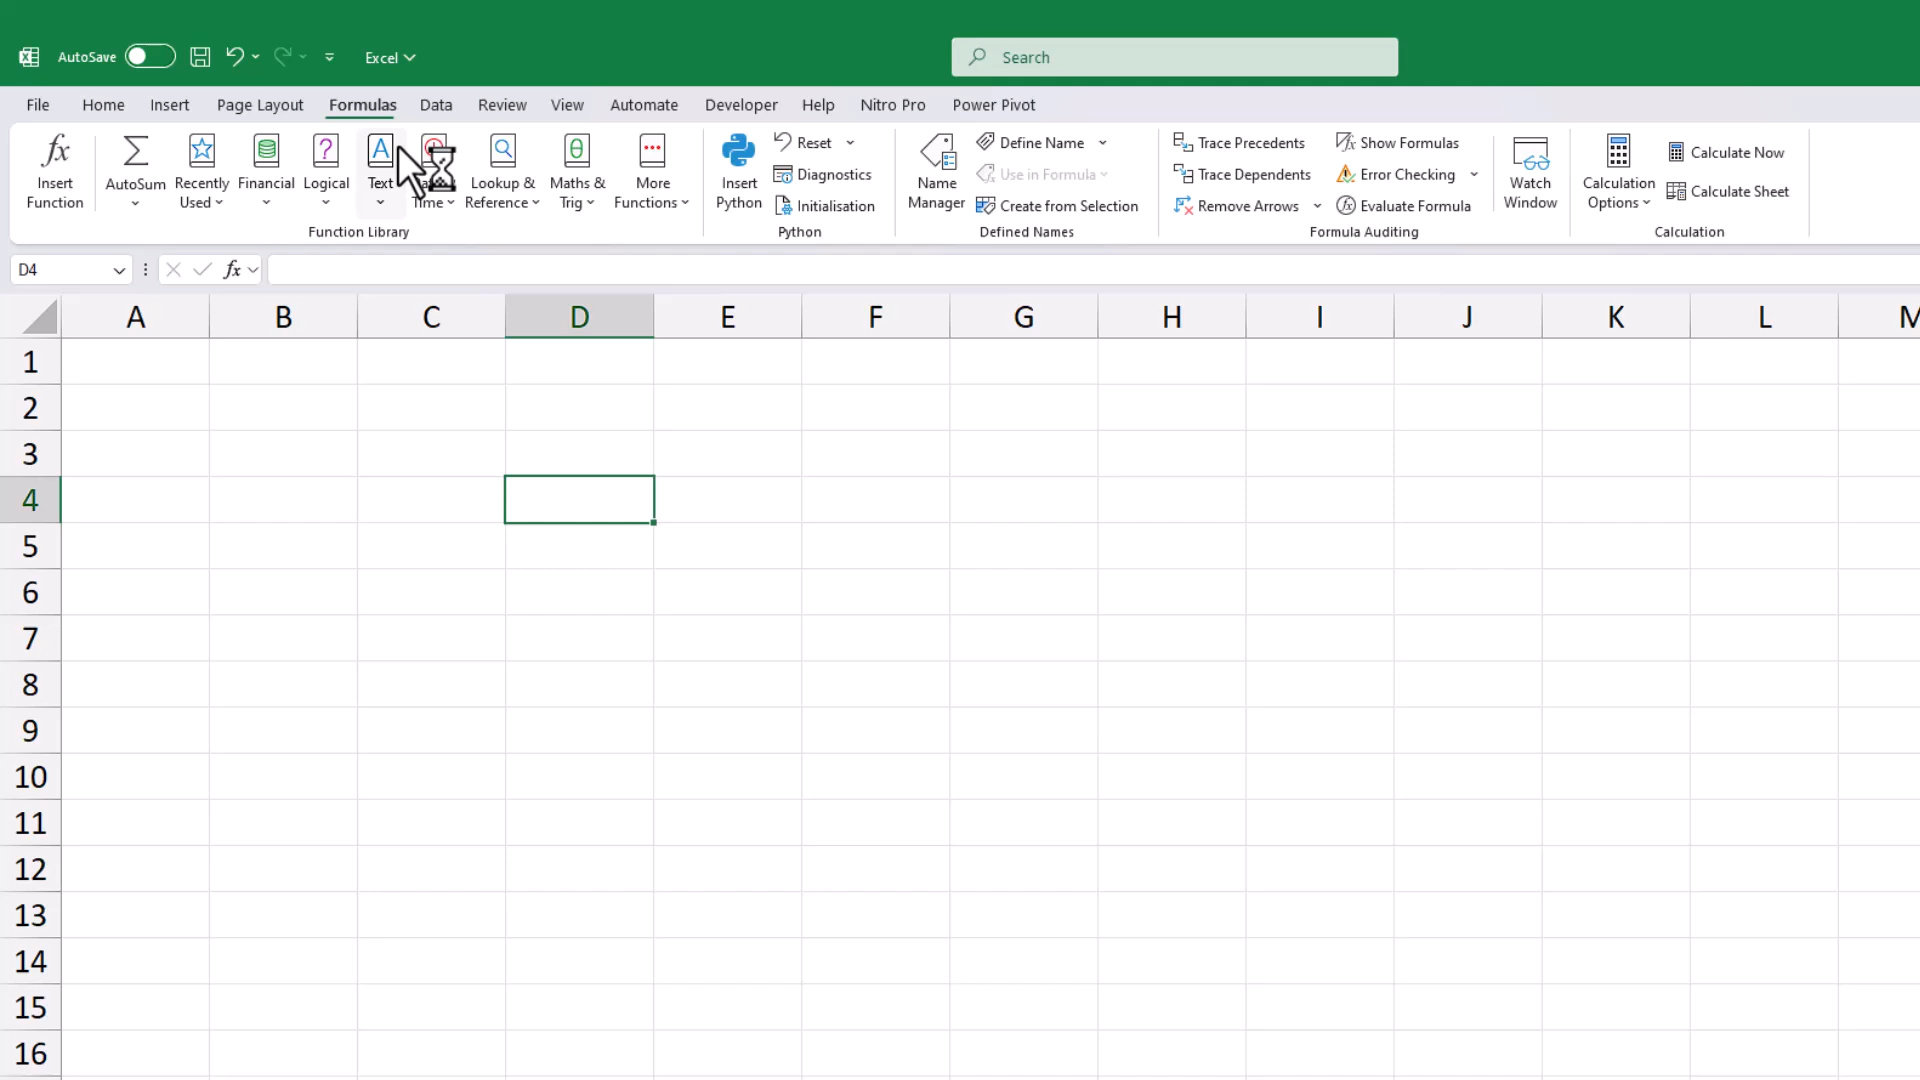 AutoSave Excel Search
File Home Insert Page Layout Formulas Data Review View Automate Developer Help Nitro Pro Power Pivot
Insert Function
AutoSum
Recently Used
Financial
Logical
Text
Time
Lookup & Reference
Maths & Trig
More Functions
Function Library
Insert Python
Reset
Diagnostics
Initialisation
Python
Name Manager
Define Name
Use in Formula
Create from Selection
Defined Names
Trace Precedents
Trace Dependents
Remove Arrows
Show Formulas
Error Checking
Evaluate Formula
Formula Auditing
Watch Window
Calculation Options
Calculate Now
Calculate Sheet
Calculation
D4 fx
A B C D E F G H I J K L M
1
2
3
4
5
6
7
8
9
10
11
12
13
14
15
16